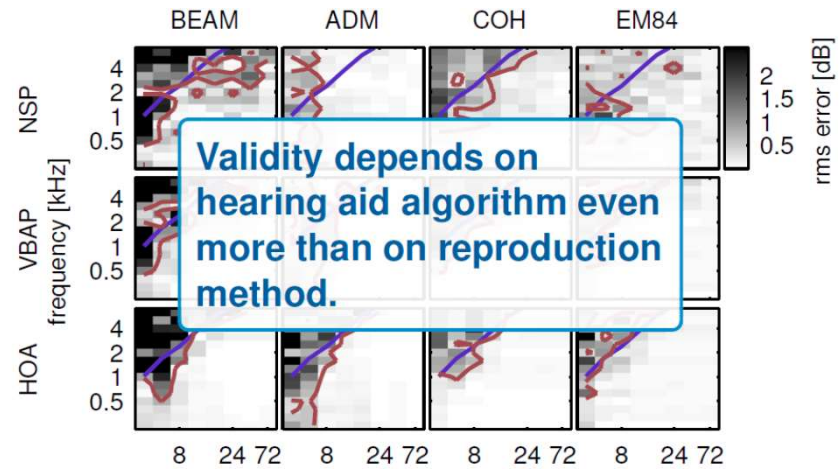 BEAM ADM COH EM84
NSP
4
2
1
0.5
2
1.5
1
0.5
rms error [dB]
Validity depends on
hearing aid algorithm even
more than on reproduction
method.
frequency [kHz]
VBAP
4
2
1
0.5
HOA
4
2
1
0.5
8 24 72 8 24 72 8 24 72 8 24 72